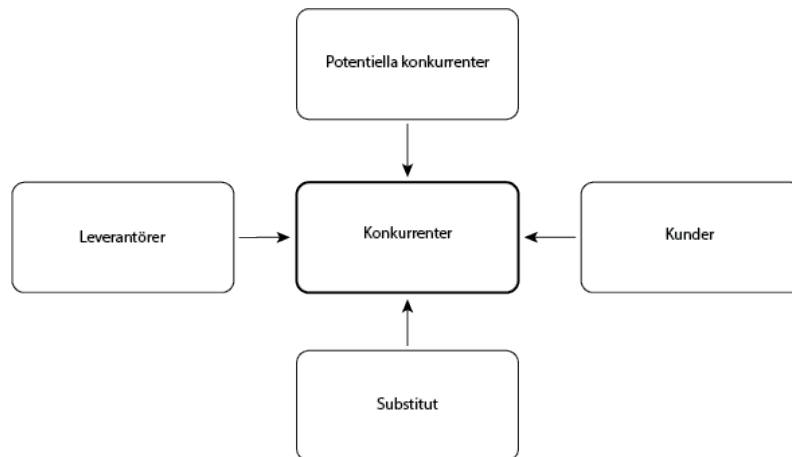 Potentiella konkurrenter
Leverantörer
Konkurrenter
Kunder
Substitut